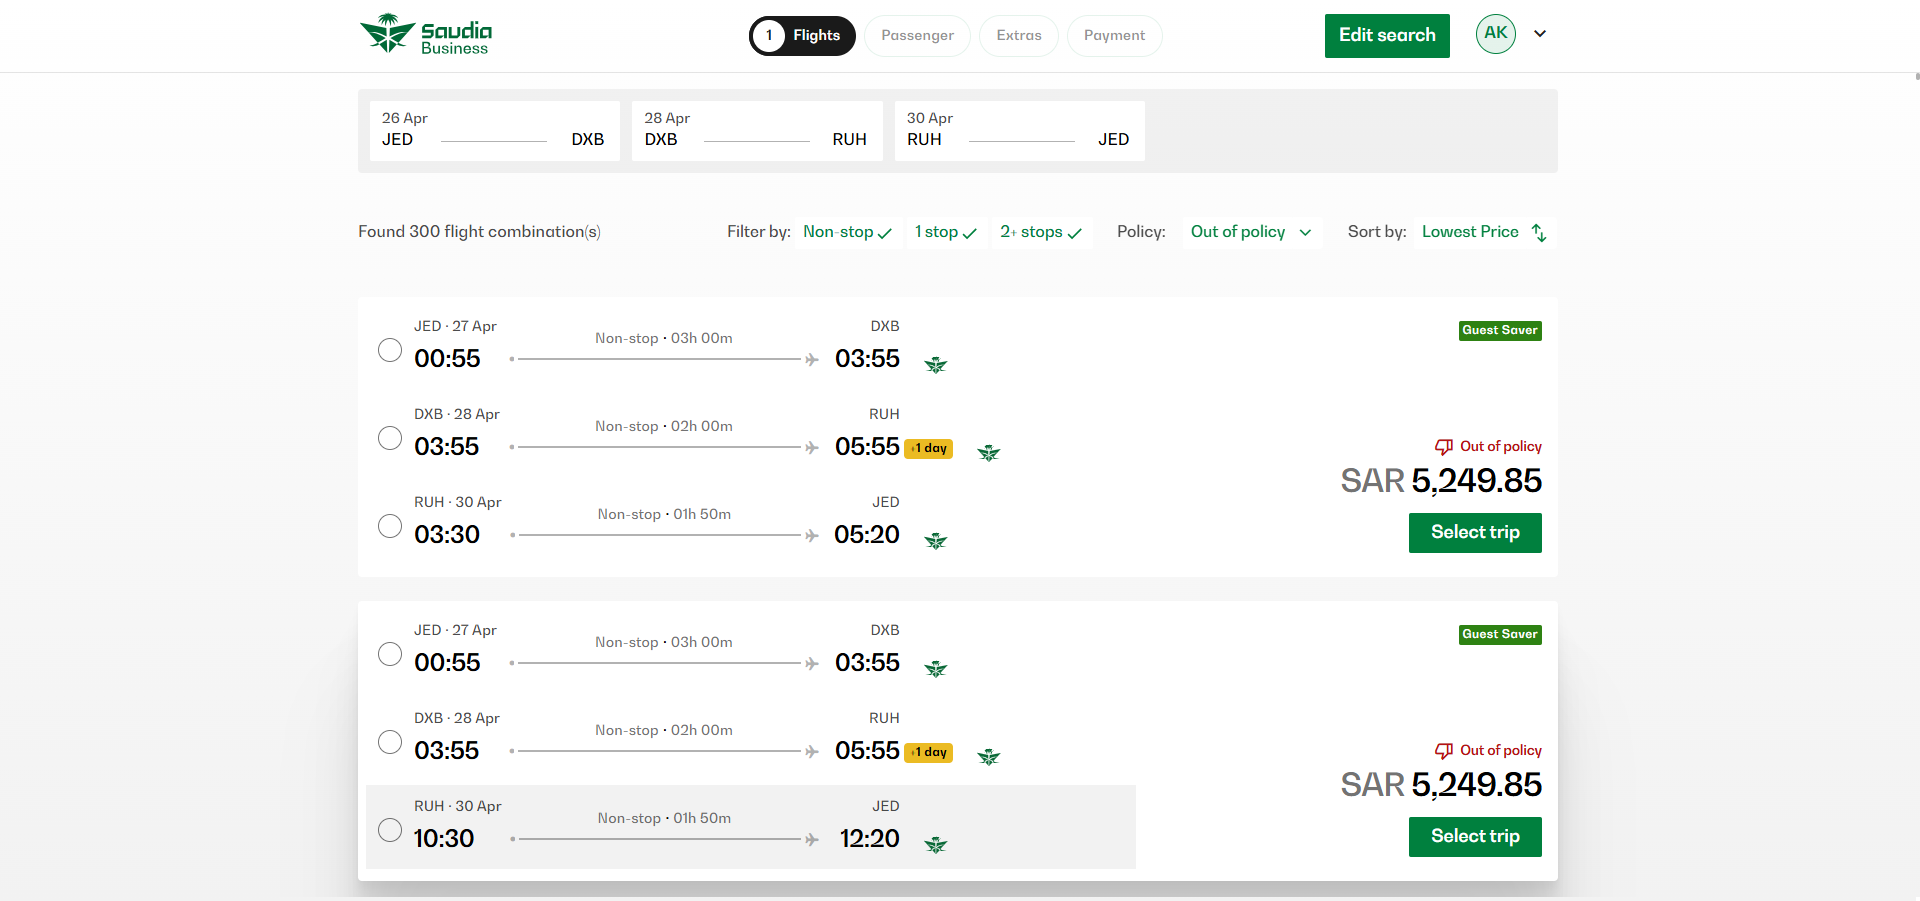 Saudia
Business
1 Flights
Passenger
Extras
Payment
Edit search
AK
26 Apr
JED DXB
28 Apr
DXB RUH
30 Apr
RUH JED
Found 300 flight combination(s)
Filter by: Non-stop 1 stop 2+ stops
Policy: Out of policy
Sort by: Lowest Price
JED · 27 Apr
Non-stop · 03h 00m
DXB
00:55
03:55
Guest Saver
DXB · 28 Apr
Non-stop · 02h 00m
RUH
03:55
05:55 +1 day
RUH · 30 Apr
Non-stop · 01h 50m
JED
03:30
05:20
Out of policy
SAR 5,249.85
Select trip
JED · 27 Apr
Non-stop · 03h 00m
DXB
00:55
03:55
Guest Saver
DXB · 28 Apr
Non-stop · 02h 00m
RUH
03:55
05:55 +1 day
RUH · 30 Apr
Non-stop · 01h 50m
JED
10:30
12:20
Out of policy
SAR 5,249.85
Select trip